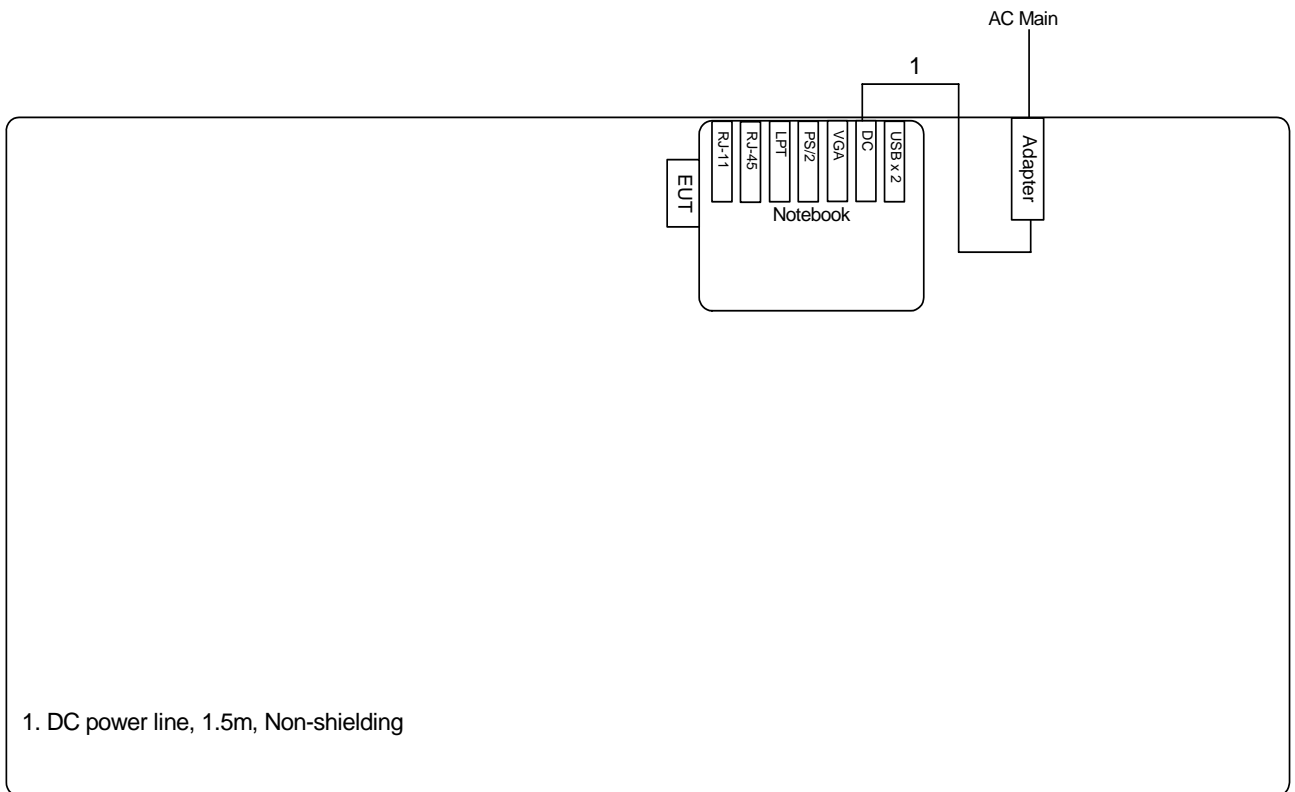 AC Main
1
RJ-11
RJ-45
LPT
PS/2
VGA
DC
USB x 2
Adapter
EUT
Notebook
1. DC power line, 1.5m, Non-shielding